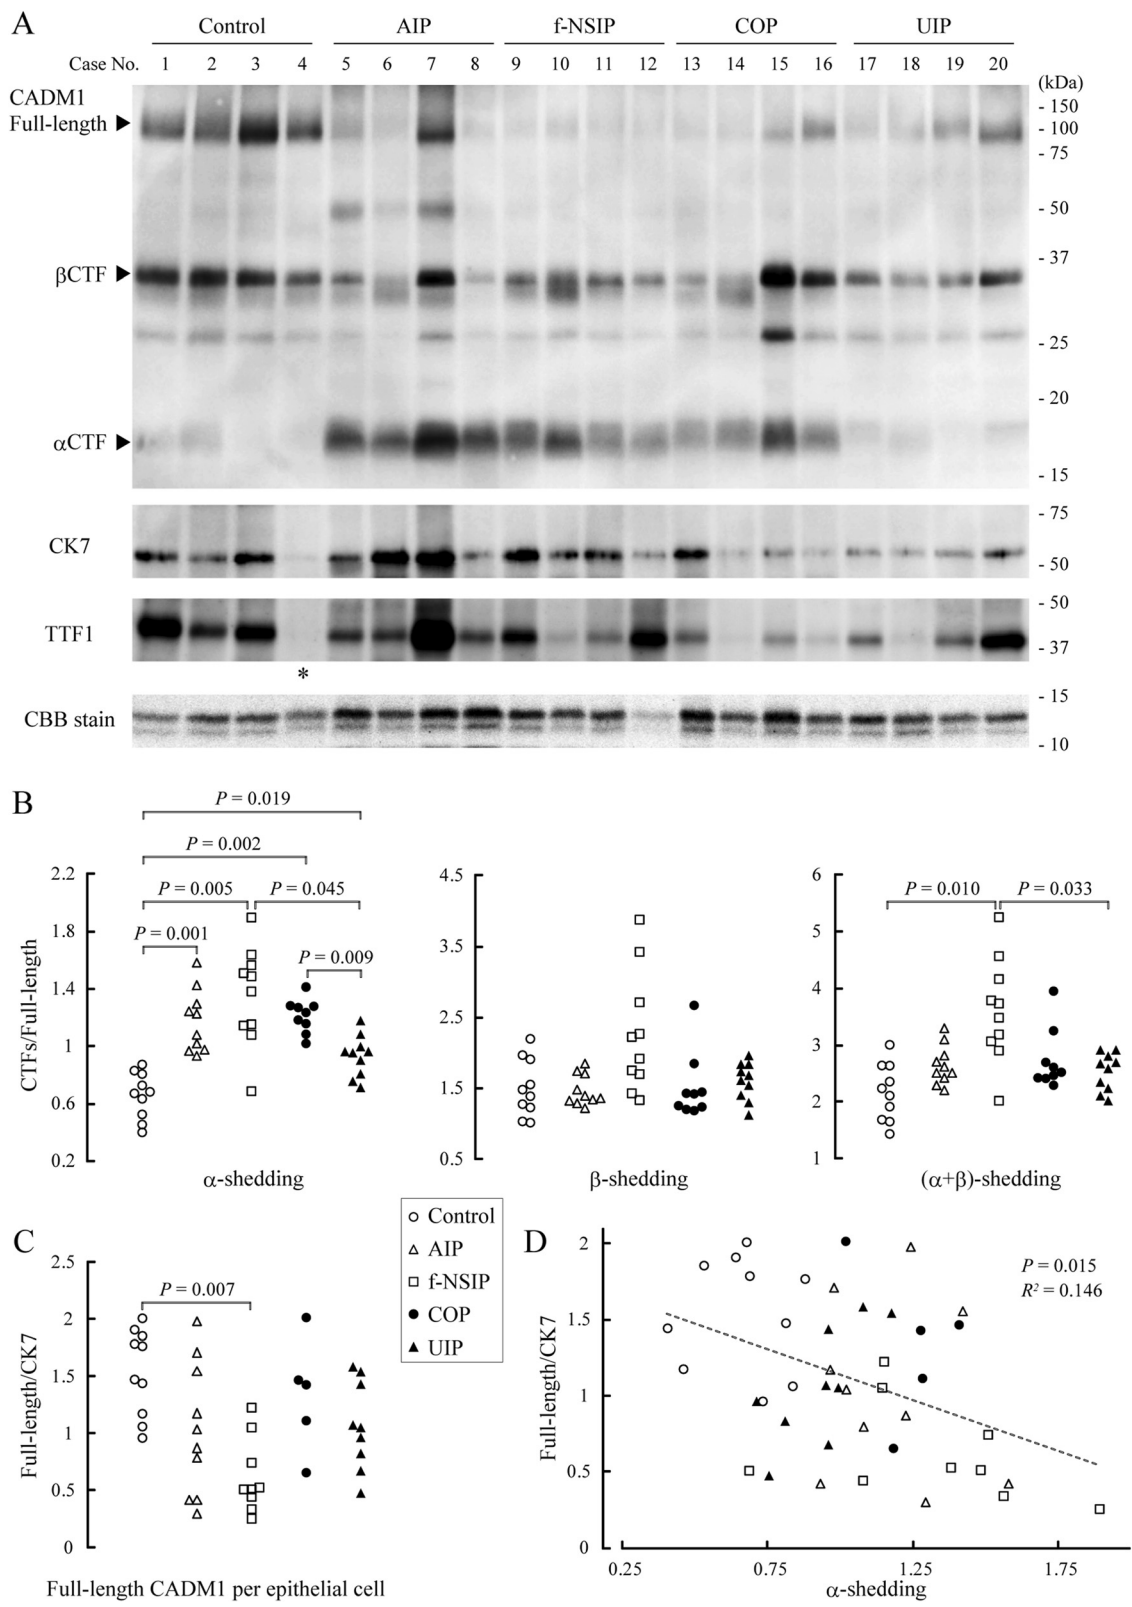 A
Control AIP f-NSIP COP UIP
Case No. 1 2 3 4 5 6 7 8 9 10 11 12 13 14 15 16 17 18 19 20
(kDa)
CADM1
Full-length
- 150
- 100
- 75
- 50
- 37
βCTF
- 25
- 20
αCTF
- 15
- 75
CK7
- 50
- 50
TTF1
- 37
*
- 15
CBB stain
- 10
B
P = 0.019
P = 0.002
P = 0.005 P = 0.045
P = 0.001
P = 0.009
2.2
1.8
1.4
1
0.6
0.2
CTFs/Full-length
α-shedding
4.5
3.5
2.5
1.5
0.5
β-shedding
P = 0.010 P = 0.033
6
5
4
3
2
1
(α+β)-shedding
Control
AIP
f-NSIP
COP
UIP
C
P = 0.007
2.5
2
1.5
1
0.5
0
Full-length/CK7
Full-length CADM1 per epithelial cell
D
P = 0.015
R² = 0.146
2
1.5
1
0.5
0
Full-length/CK7
0.25 0.75 1.25 1.75
α-shedding